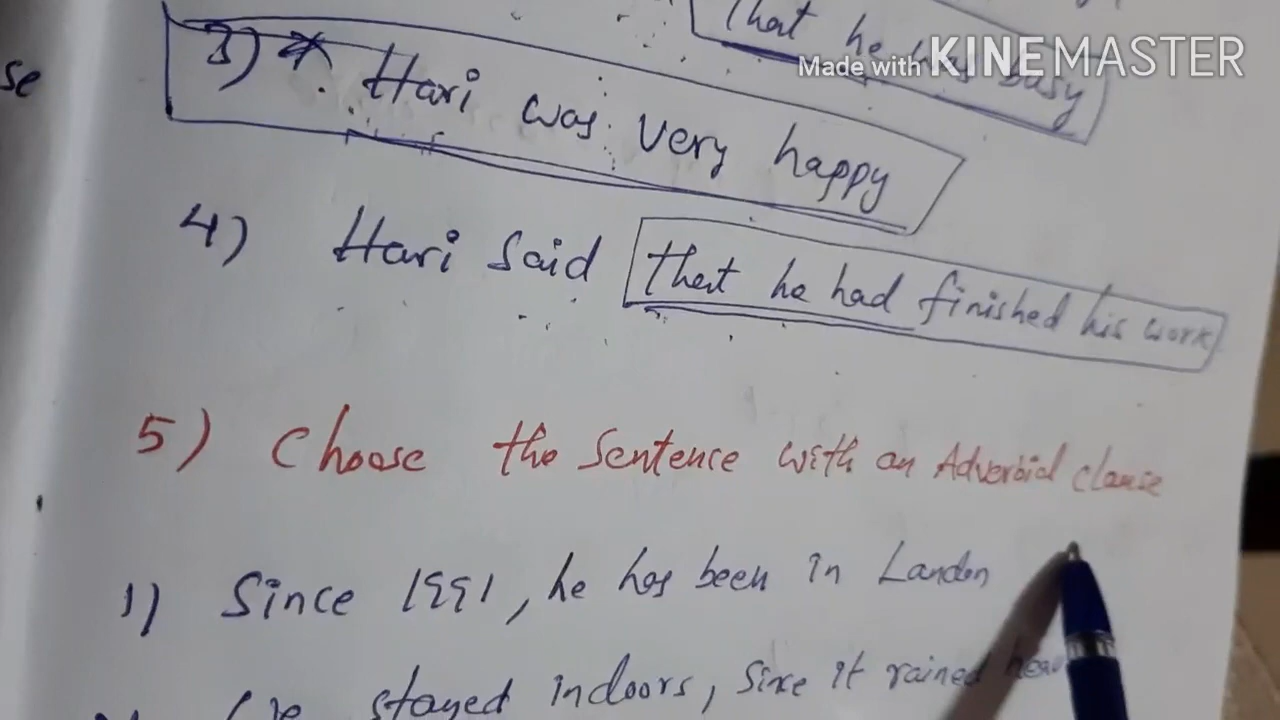 That he was busy
Made with KINEMASTER
se
3) * Hari was very happy
4) Hari Said that he had finished his work
5) Choose the Sentence with an Adverbial clause
1) Since 1991, he has been in London
We stayed indoors, Since it rained